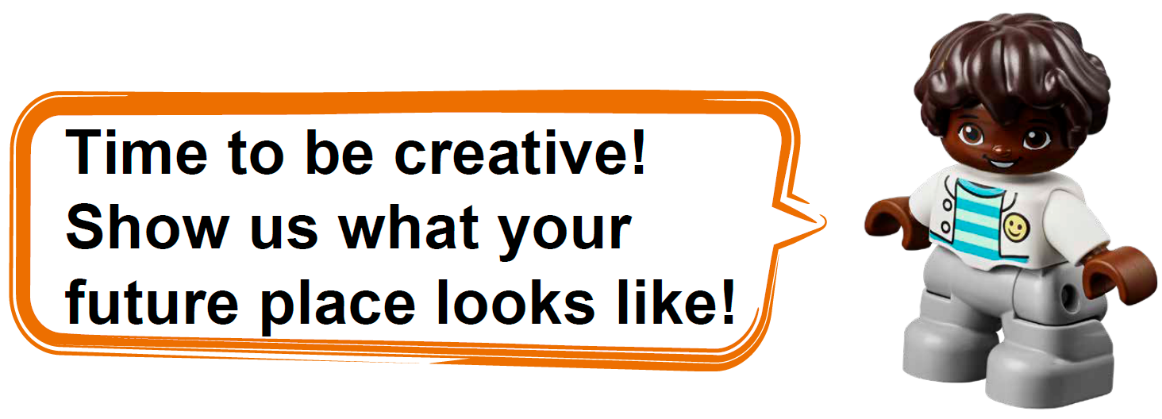 Time to be creative!
Show us what your
future place looks like!